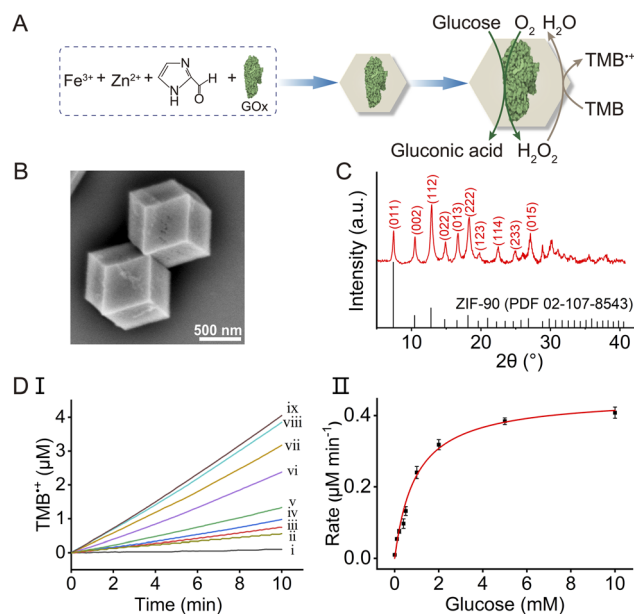 A
Fe³⁺ + Zn²⁺ + + 
N
NH
O
H
GOx
Glucose O₂ H₂O
TMB•⁺
TMB
Gluconic acid H₂O₂
B
500 nm
C
Intensity (a.u.)
(011)
(002)
(112)
(022)
(013)
(222)
(123)
(114)
(233)
(015)
ZIF-90 (PDF 02-107-8543)
10 20 30 40
2θ (°)
D I
TMB•⁺ (μM)
4
3
2
1
0
ix
viii
vii
vi
v
iv
iii
ii
i
0 2 4 6 8 10
Time (min)
II
Rate (μM min⁻¹)
0.4
0.2
0.0
0 2 4 6 8 10
Glucose (mM)